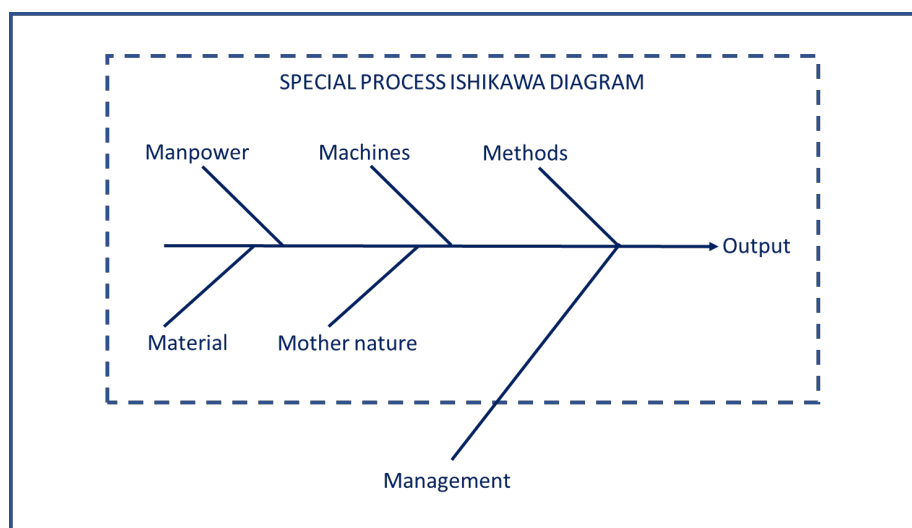 SPECIAL PROCESS ISHIKAWA DIAGRAM
Manpower
Machines
Methods
Output
Material
Mother nature
Management